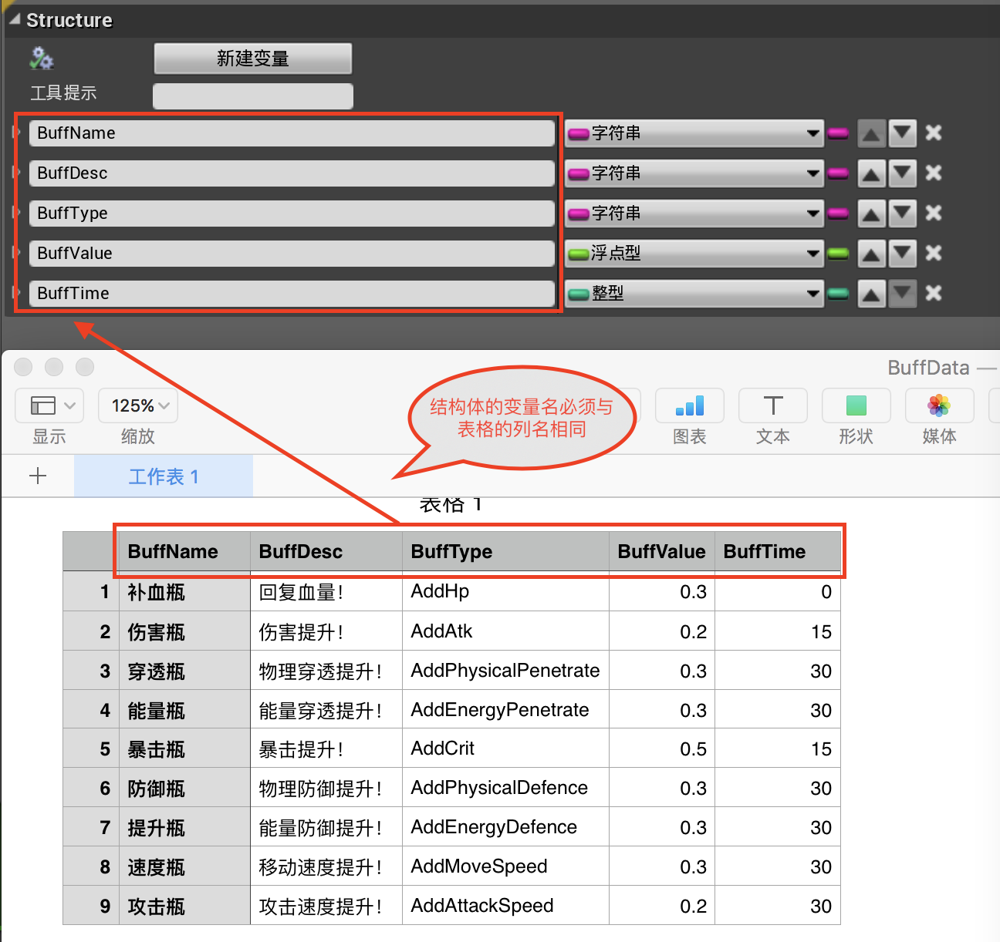 Structure
新建变量
工具提示
BuffName 字符串
BuffDesc 字符串
BuffType 字符串
BuffValue 浮点型
BuffTime 整型
BuffData —
125%
显示 缩放 图表 文本 形状 媒体
结构体的变量名必须与
表格的列名相同
工作表 1
表格 1
BuffName BuffDesc BuffType BuffValue BuffTime
1 补血瓶 回复血量！ AddHp 0.3 0
2 伤害瓶 伤害提升！ AddAtk 0.2 15
3 穿透瓶 物理穿透提升！ AddPhysicalPenetrate 0.3 30
4 能量瓶 能量穿透提升！ AddEnergyPenetrate 0.3 30
5 暴击瓶 暴击提升！ AddCrit 0.5 15
6 防御瓶 物理防御提升！ AddPhysicalDefence 0.3 30
7 提升瓶 能量防御提升！ AddEnergyDefence 0.3 30
8 速度瓶 移动速度提升！ AddMoveSpeed 0.3 30
9 攻击瓶 攻击速度提升！ AddAttackSpeed 0.2 30